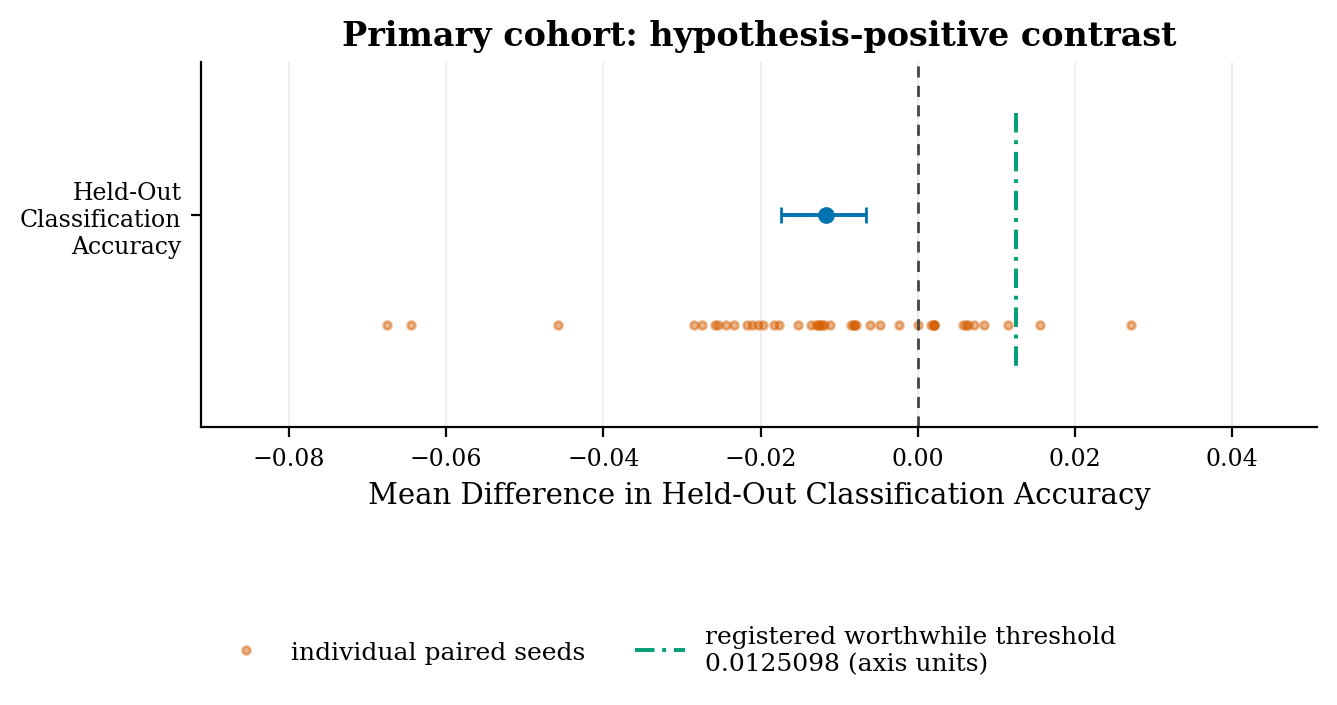 Primary cohort: hypothesis-positive contrast
Held-Out
Classification
Accuracy
−0.08
−0.06
−0.04
−0.02
0.00
0.02
0.04
Mean Difference in Held-Out Classification Accuracy
individual paired seeds
registered worthwhile threshold
0.0125098 (axis units)